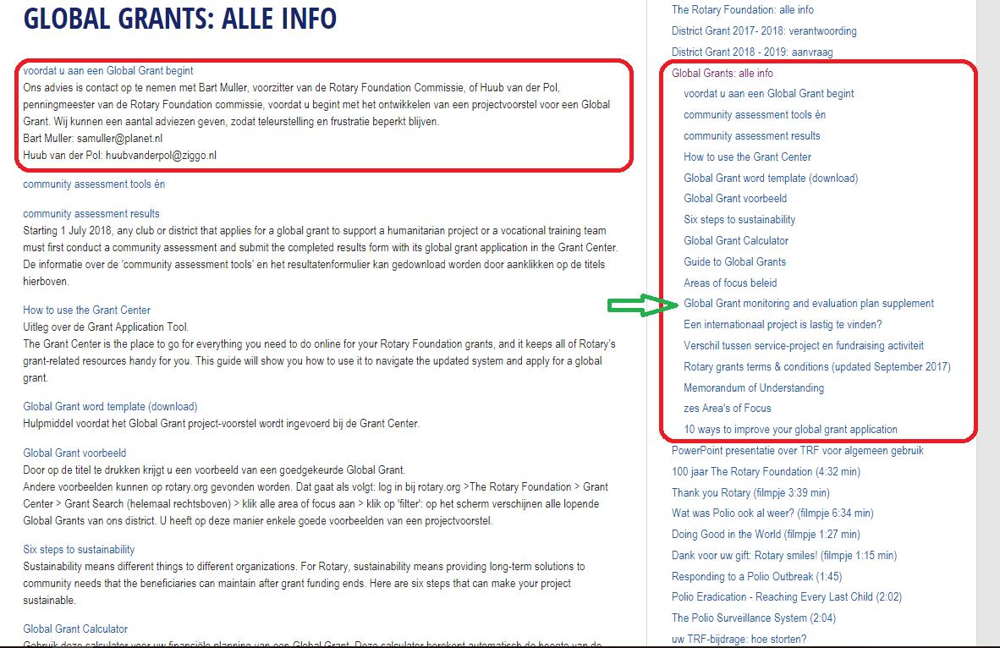 GLOBAL GRANTS: ALLE INFO
voordat u aan een Global Grant begint
Ons advies is contact op te nemen met Bart Muller, voorzitter van de Rotary Foundation Commissie, of Huub van der Pol,
penningmeester van de Rotary Foundation commissie, voordat u begint met het ontwikkelen van een projectvoorstel voor een Global
Grant. Wij kunnen een aantal adviezen geven, zodat teleurstelling en frustratie beperkt blijven.
Bart Muller: samuller@planet.nl
Huub van der Pol: huubvanderpol@ziggo.nl
community assessment tools én
community assessment results
Starting 1 July 2018, any club or district that applies for a global grant to support a humanitarian project or a vocational training team
must first conduct a community assessment and submit the completed results form with its global grant application in the Grant Center.
De informatie over de 'community assessment tools' en het resultatenformulier kan gedownload worden door aanklikken op de titels
hierboven.
How to use the Grant Center
Uitleg over de Grant Application Tool.
The Grant Center is the place to go for everything you need to do online for your Rotary Foundation grants, and it keeps all of Rotary's
grant-related resources handy for you. This guide will show you how to use it to navigate the updated system and apply for a global
grant.
Global Grant word template (download)
Hulpmiddel voordat het Global Grant project-voorstel wordt ingevoerd bij de Grant Center.
Global Grant voorbeeld
Door op de titel te drukken krijgt u een voorbeeld van een goedgekeurde Global Grant.
Andere voorbeelden kunnen op rotary.org gevonden worden. Dat gaat als volgt: log in bij rotary.org >The Rotary Foundation > Grant
Center > Grant Search (helemaal rechtsboven) > klik alle area of focus aan > klik op 'filter': op het scherm verschijnen alle lopende
Global Grants van ons district. U heeft op deze manier enkele goede voorbeelden van een projectvoorstel.
Six steps to sustainability
Sustainability means different things to different organizations. For Rotary, sustainability means providing long-term solutions to
community needs that the beneficiaries can maintain after grant funding ends. Here are six steps that can make your project
sustainable.
Global Grant Calculator
Gebruik deze calculator voor uw financiële planning van een Global Grant. Deze calculator berekent automatisch de hoogte van de
The Rotary Foundation: alle info
District Grant 2017- 2018: verantwoording
District Grant 2018 - 2019: aanvraag
Global Grants: alle info
voordat u aan een Global Grant begint
community assessment tools én
community assessment results
How to use the Grant Center
Global Grant word template (download)
Global Grant voorbeeld
Six steps to sustainability
Global Grant Calculator
Guide to Global Grants
Areas of focus beleid
Global Grant monitoring and evaluation plan supplement
Een internationaal project is lastig te vinden?
Verschil tussen service-project en fundraising activiteit
Rotary grants terms & conditions (updated September 2017)
Memorandum of Understanding
zes Area's of Focus
10 ways to improve your global grant application
PowerPoint presentatie over TRF voor algemeen gebruik
100 jaar The Rotary Foundation (4:32 min)
Thank you Rotary (filmpje 3:39 min)
Wat was Polio ook al weer? (filmpje 6:34 min)
Doing Good in the World (filmpje 1:27 min)
Dank voor uw gift: Rotary smiles! (filmpje 1:15 min)
Responding to a Polio Outbreak (1:45)
Polio Eradication - Reaching Every Last Child (2:02)
The Polio Surveillance System (2:04)
uw TRF-bijdrage: hoe storten?